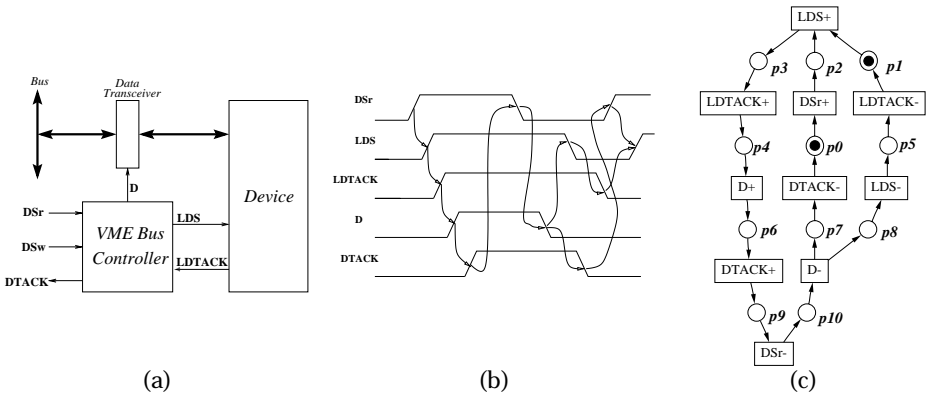 Bus
Data
Transceiver
D
DSr
DSw
DTACK
VME Bus
Controller
LDS
LDTACK
Device
(a)
DSr
LDS
LDTACK
D
DTACK
(b)
LDS+
p3
p2
p1
LDTACK+
DSr+
LDTACK-
p4
p0
p5
D+
DTACK-
LDS-
p6
p7
p8
DTACK+
D-
p9
p10
DSr-
(c)